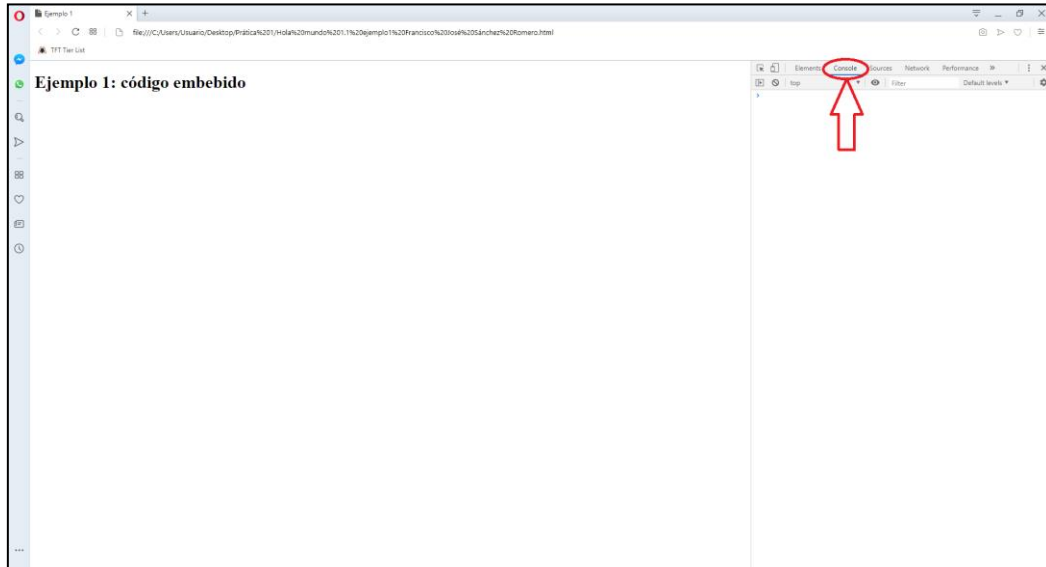 Ejemplo 1
file:///C:/Users/Usuario/Desktop/Prática%201/Hola%20mundo%201.1%20ejemplo1%20Francisco%20José%20Sánchez%20Romero.html
TFT Tier List
Elements Console Sources Network Performance »
top Filter Default levels ▼
Ejemplo 1: código embebido